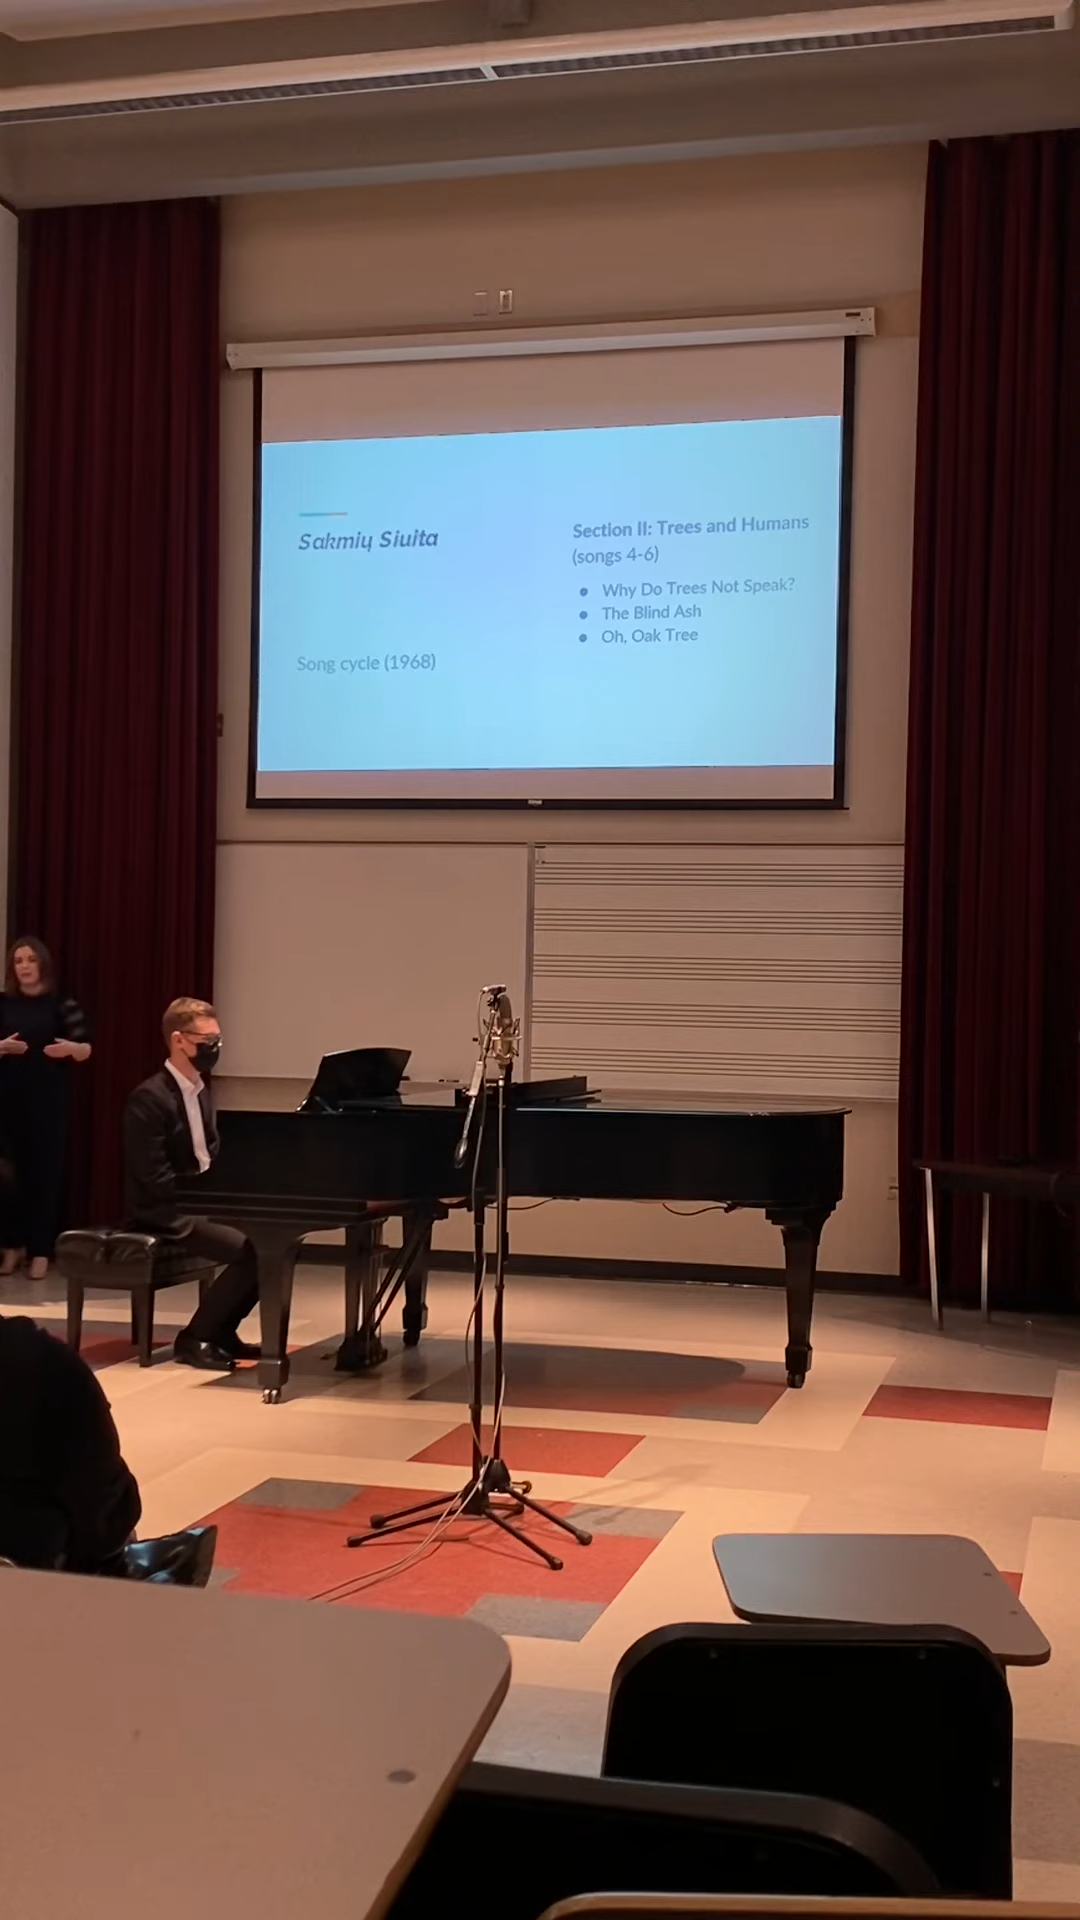 Sakmių Siuita
Song cycle (1968)
Section II: Trees and Humans
(songs 4-6)
● Why Do Trees Not Speak?
● The Blind Ash
● Oh, Oak Tree